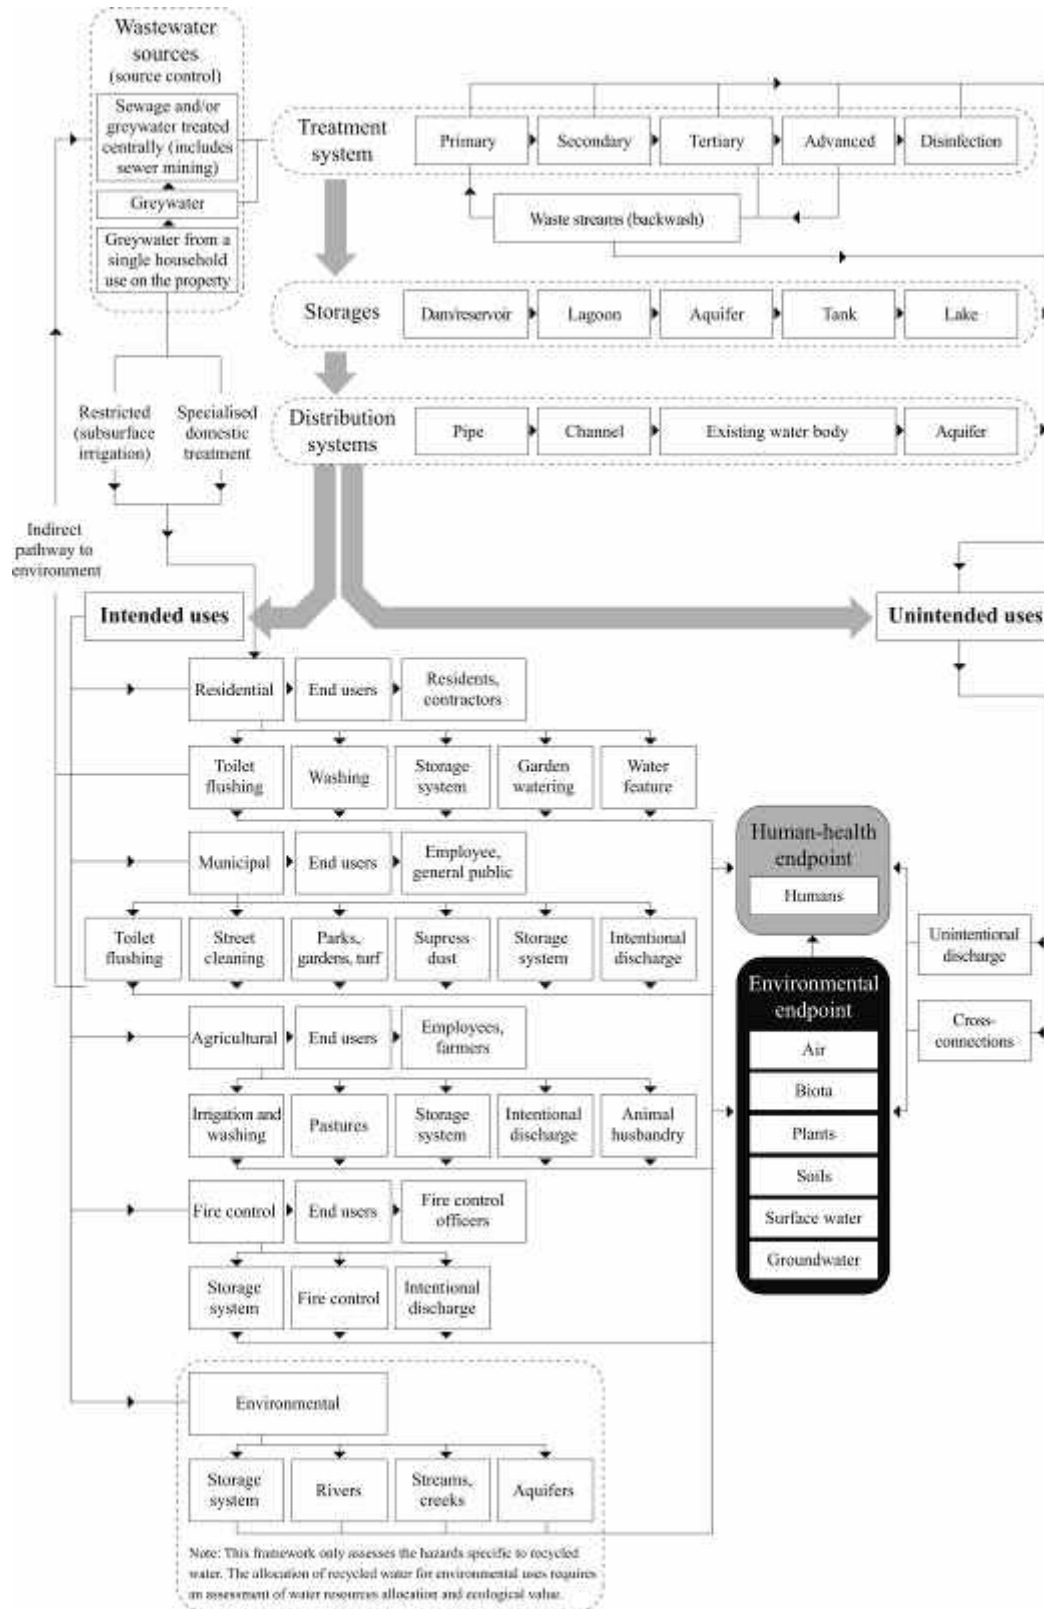 Wastewater
sources
(source control)
Sewage and/or
greywater treated
centrally (includes
sewer mining)
Greywater
Greywater from a
single household
use on the property
Treatment
system
Primary
Secondary
Tertiary
Advanced
Disinfection
Waste streams (backwash)
Storages
Dam/reservoir
Lagoon
Aquifer
Tank
Lake
Restricted
(subsurface
irrigation)
Specialised
domestic
treatment
Distribution
systems
Pipe
Channel
Existing water body
Aquifer
Indirect
pathway to
environment
Intended uses
Unintended uses
Residential
End users
Residents,
contractors
Toilet
flushing
Washing
Storage
system
Garden
watering
Water
feature
Municipal
End users
Employee,
general public
Toilet
flushing
Street
cleaning
Parks,
gardens, turf
Supress
dust
Storage
system
Intentional
discharge
Agricultural
End users
Employees,
farmers
Irrigation and
washing
Pastures
Storage
system
Intentional
discharge
Animal
husbandry
Fire control
End users
Fire control
officers
Storage
system
Fire control
Intentional
discharge
Environmental
Storage
system
Rivers
Streams,
creeks
Aquifers
Note: This framework only assesses the hazards specific to recycled
water. The allocation of recycled water for environmental uses requires
an assessment of water resources allocation and ecological value.
Human-health
endpoint
Humans
Environmental
endpoint
Air
Biota
Plants
Soils
Surface water
Groundwater
Unintentional
discharge
Cross-
connections